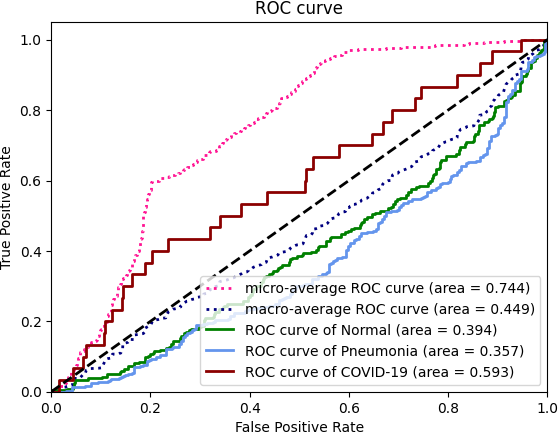 ROC curve
1.0
0.8
0.6
0.4
0.2
0.0
True Positive Rate
micro-average ROC curve (area = 0.744)
macro-average ROC curve (area = 0.449)
ROC curve of Normal (area = 0.394)
ROC curve of Pneumonia (area = 0.357)
ROC curve of COVID-19 (area = 0.593)
0.0 0.2 0.4 0.6 0.8 1.0
False Positive Rate